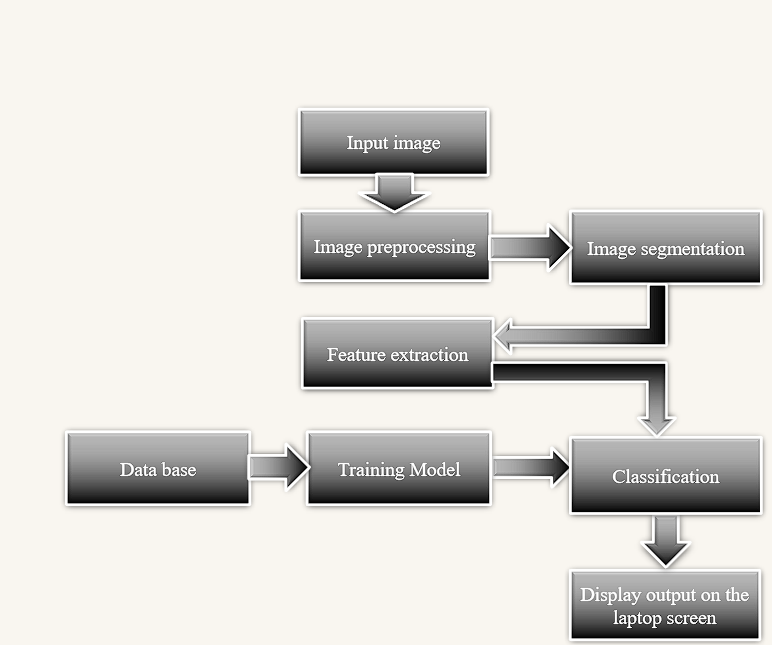 Input image
Image preprocessing
Image segmentation
Feature extraction
Data base
Training Model
Classification
Display output on the
laptop screen